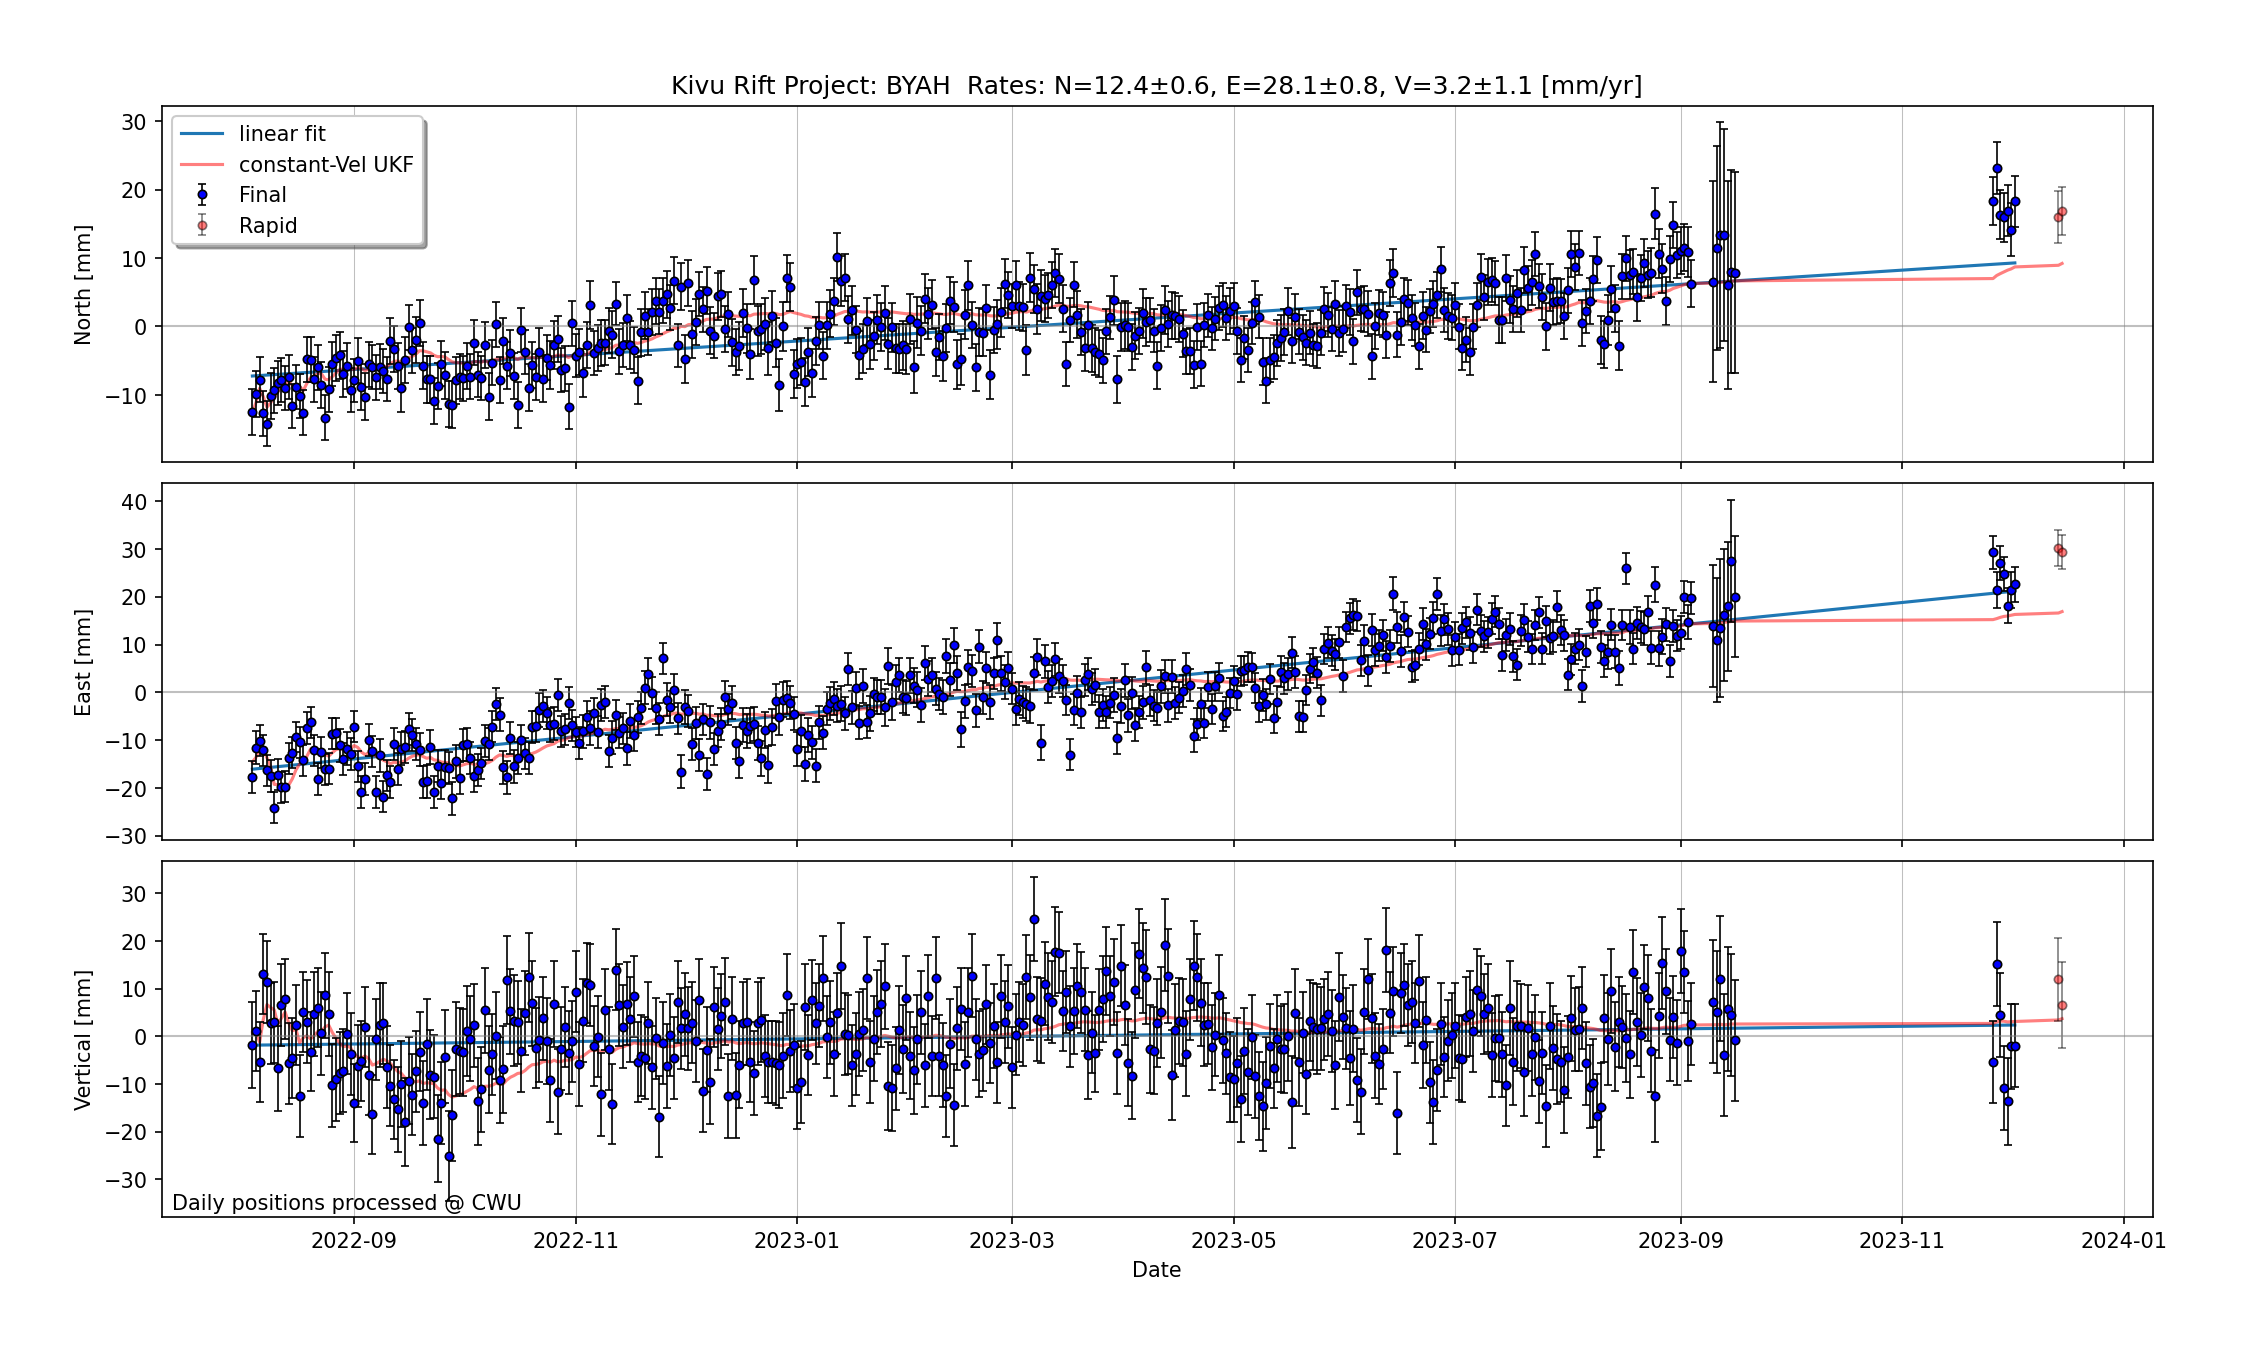 Kivu Rift Project: BYAH  Rates: N=12.4±0.6, E=28.1±0.8, V=3.2±1.1 [mm/yr]
linear fit
constant-Vel UKF
Final
Rapid
North [mm]
30
20
10
0
−10
East [mm]
40
30
20
10
0
−10
−20
−30
Vertical [mm]
30
20
10
0
−10
−20
−30
Daily positions processed @ CWU
2022-09 2022-11 2023-01 2023-03 2023-05 2023-07 2023-09 2023-11 2024-01
Date